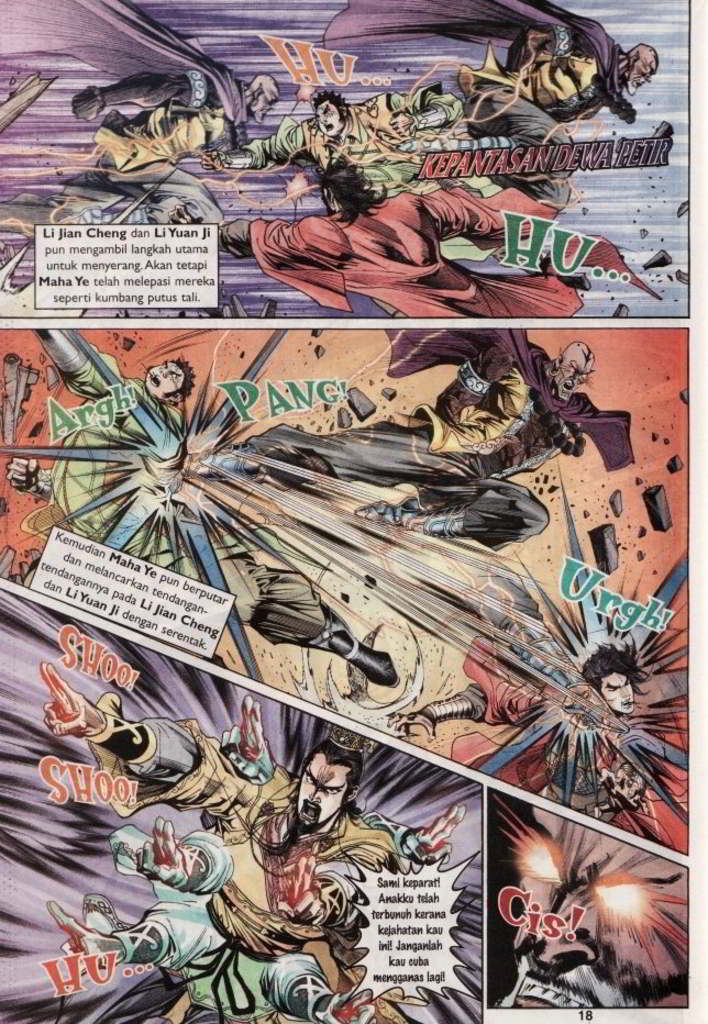 HU...
KEPANTASAN DEWA PETIR
HU...
Li Jian Cheng dan Li Yuan Ji
pun mengambil langkah utama
untuk menyerang. Akan tetapi
Maha Ye telah melepasi mereka
seperti kumbang putus tali.
Argh!
PANG!
Kemudian Maha Ye pun berputar
dan melancarkan tendangan-
tendangannya pada Li Jian Cheng
dan Li Yuan Ji dengan serentak.
Urgh!
SHOO!
SHOO!
HU...
Sami keparat!
Anakku telah
terbunuh kerana
kejahatan kau
ini! Janganlah
kau cuba
mengganas lagi!
Cis!
18